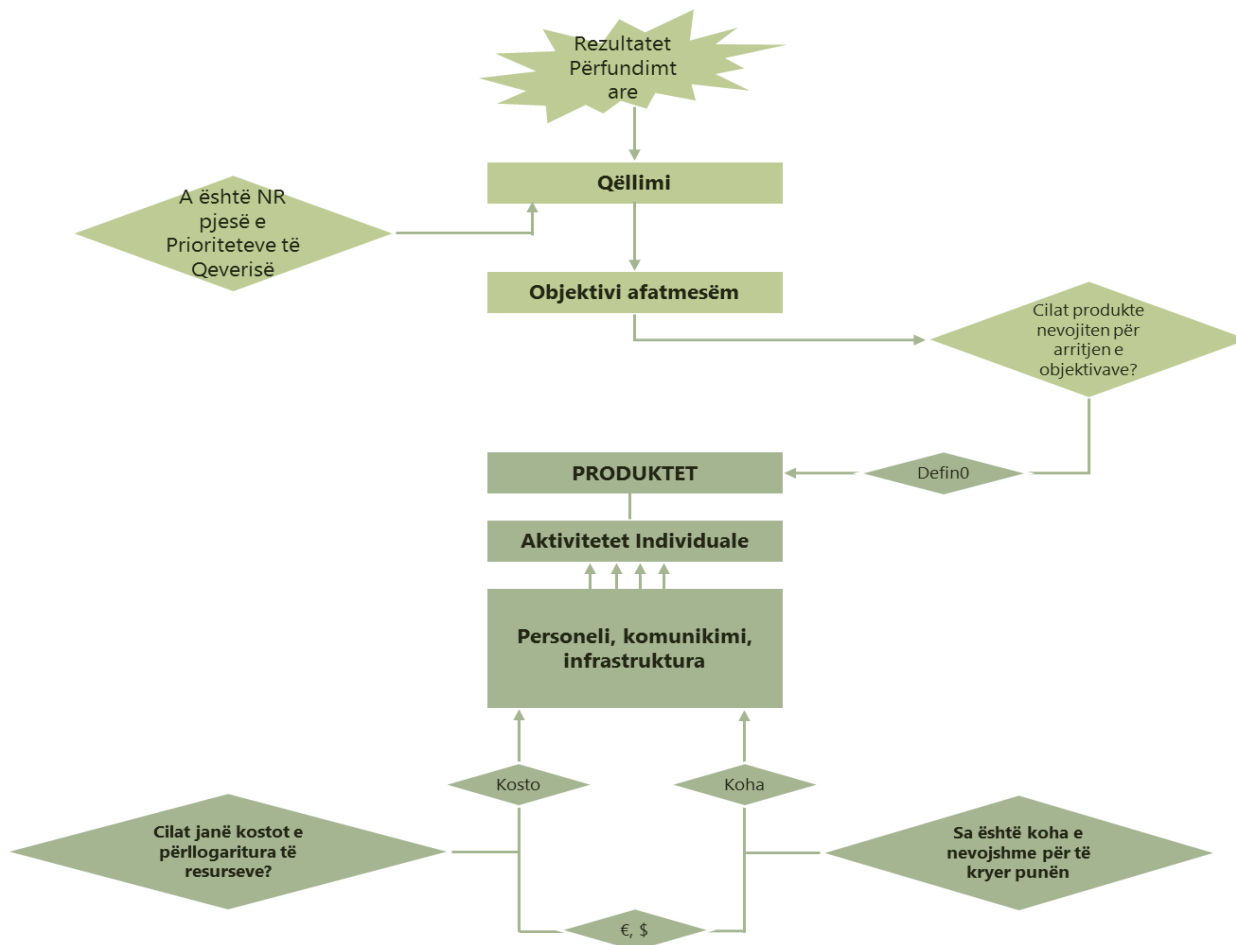 Rezultatet
Përfundimt
are
Qëllimi
A është NR
pjesë e
Prioriteteve të
Qeverisë
Objektivi afatmesëm
Cilat produkte
nevojiten për
arritjen e
objektivave?
PRODUKTET
Defin0
Aktivitetet Individuale
Personeli, komunikimi,
infrastruktura
Kosto
Koha
Cilat janë kostot e
përllogaritura të
resurseve?
Sa është koha e
nevojshme për të
kryer punën
€, $